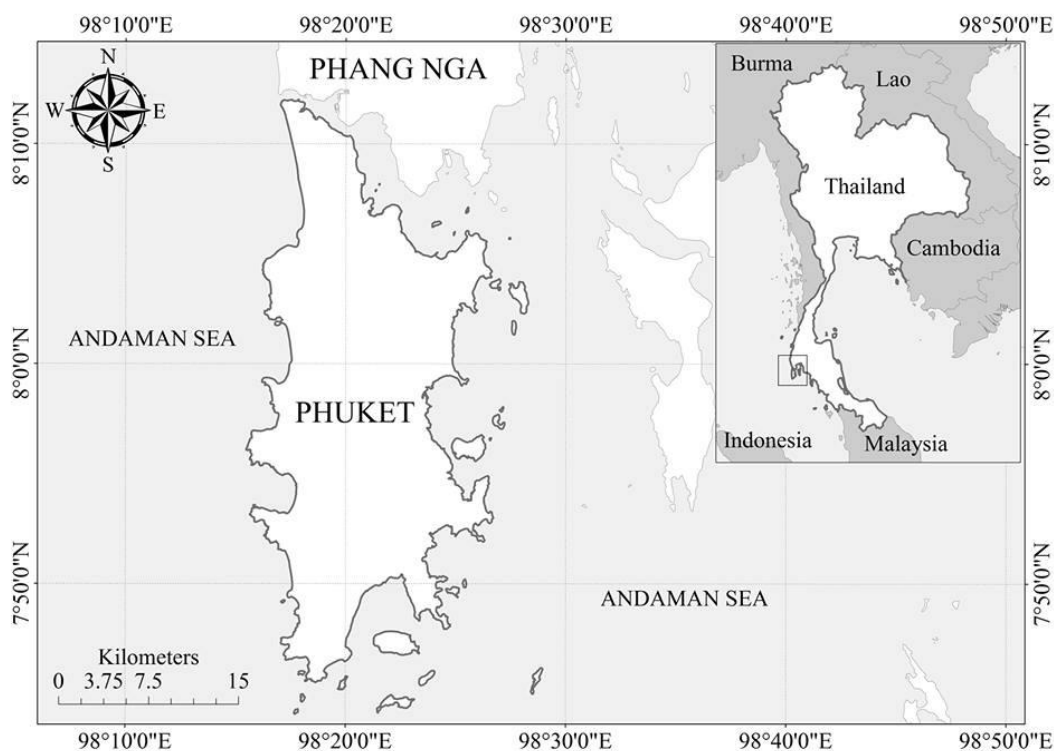 98°10'0"E 98°20'0"E 98°30'0"E 98°40'0"E 98°50'0"E
N
W E
S
PHANG NGA
Burma
Lao
Thailand
Cambodia
Indonesia
Malaysia
8°10'0"N
8°10'0"N
ANDAMAN SEA
8°0'0"N
8°0'0"N
PHUKET
7°50'0"N
7°50'0"N
ANDAMAN SEA
Kilometers
0 3.75 7.5 15
98°10'0"E 98°20'0"E 98°30'0"E 98°40'0"E 98°50'0"E